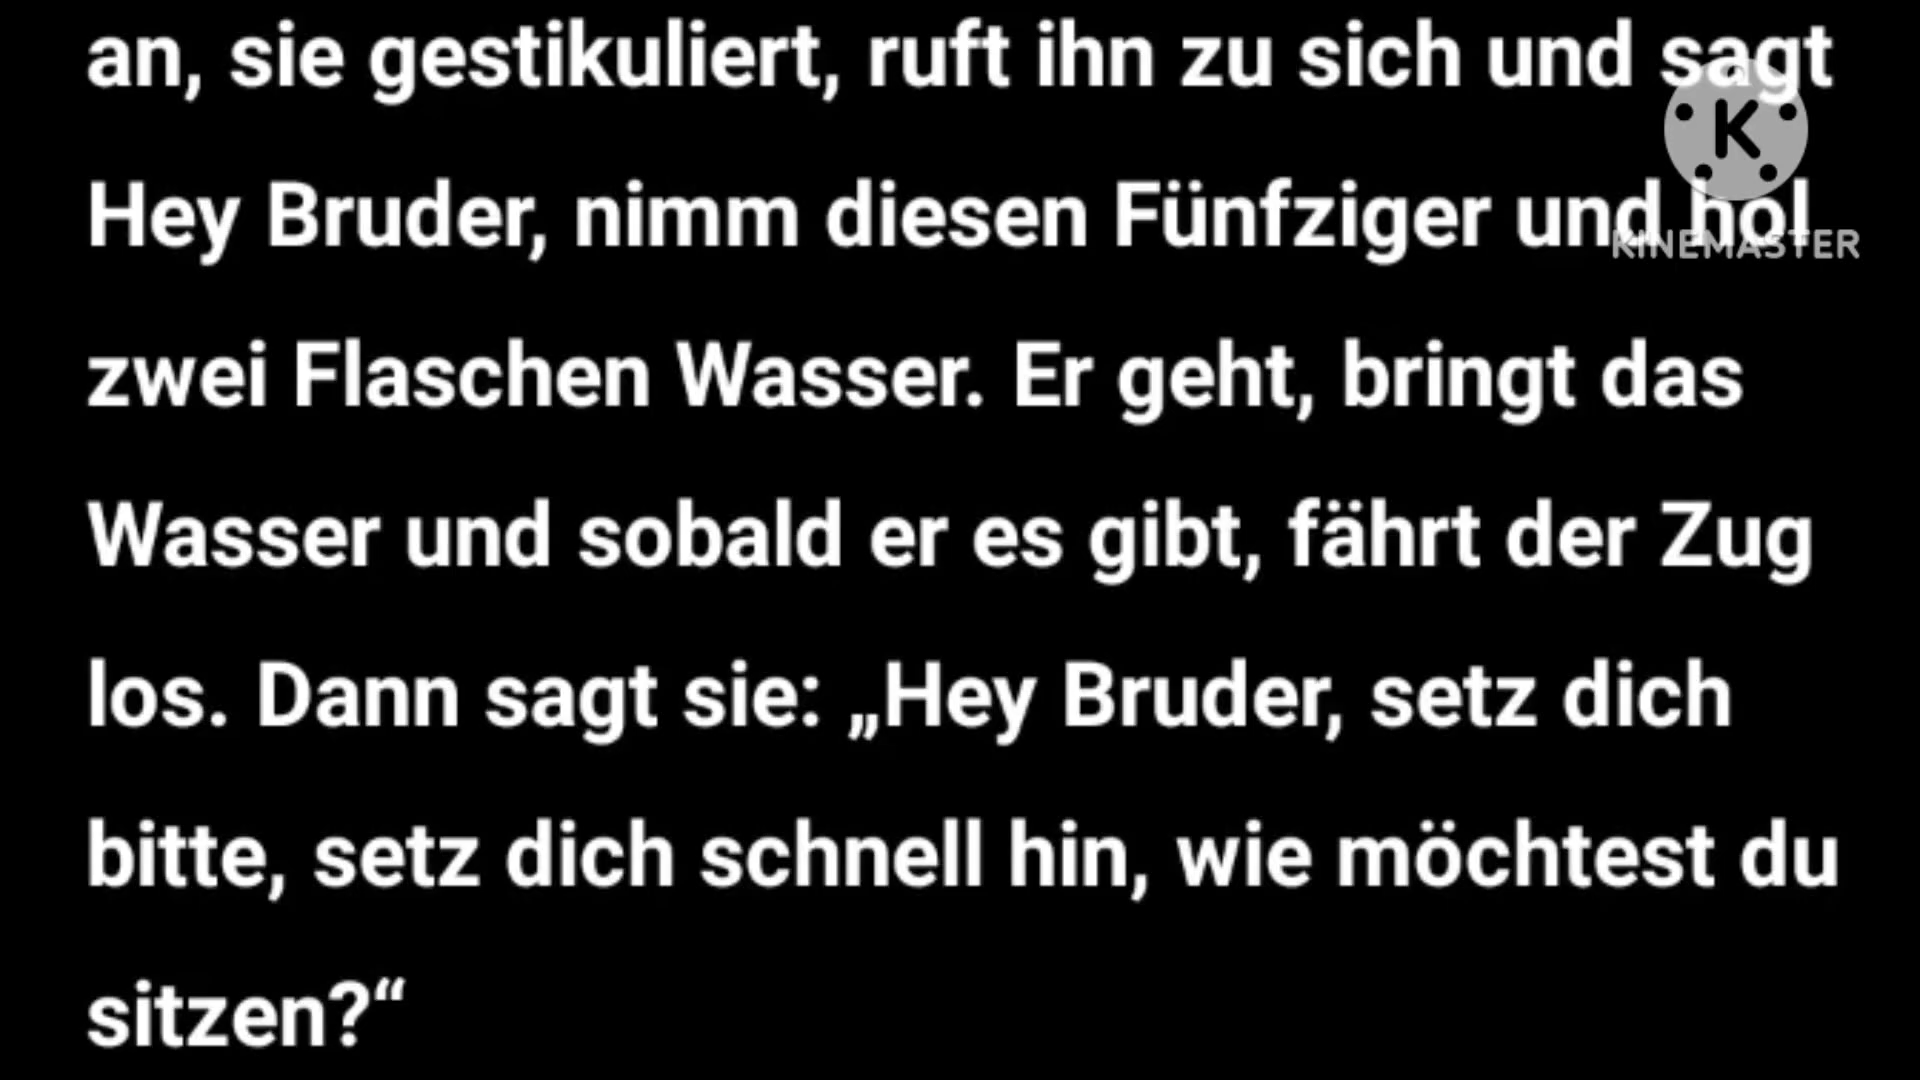 an, sie gestikuliert, ruft ihn zu sich und sagt
Hey Bruder, nimm diesen Fünfziger und hol
zwei Flaschen Wasser. Er geht, bringt das
Wasser und sobald er es gibt, fährt der Zug
los. Dann sagt sie: „Hey Bruder, setz dich
bitte, setz dich schnell hin, wie möchtest du
sitzen?“
K
KINEMASTER